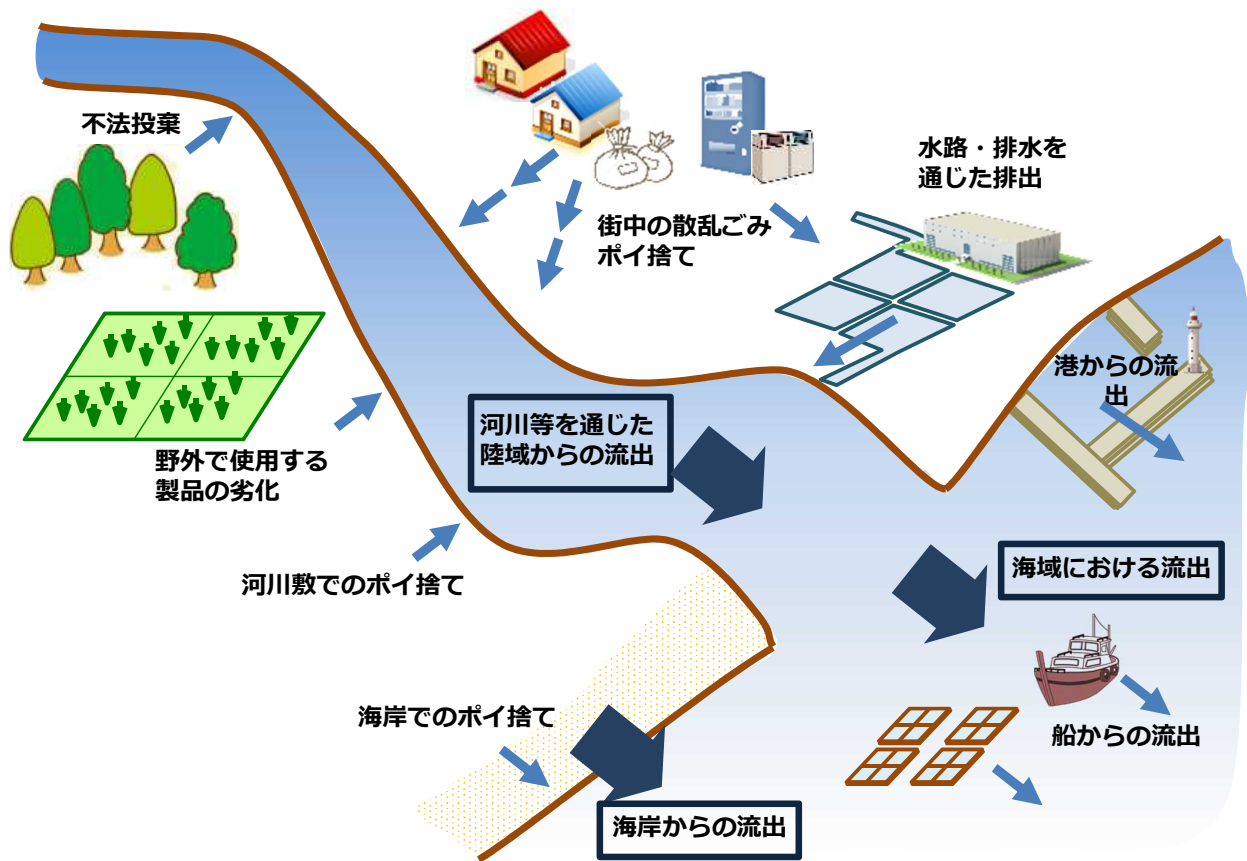 不法投棄
水路・排水を
通じた排出
街中の散乱ごみ
ポイ捨て
港からの流
出
河川等を通じた
陸域からの流出
野外で使用する
製品の劣化
海域における流出
河川敷でのポイ捨て
海岸でのポイ捨て
船からの流出
海岸からの流出